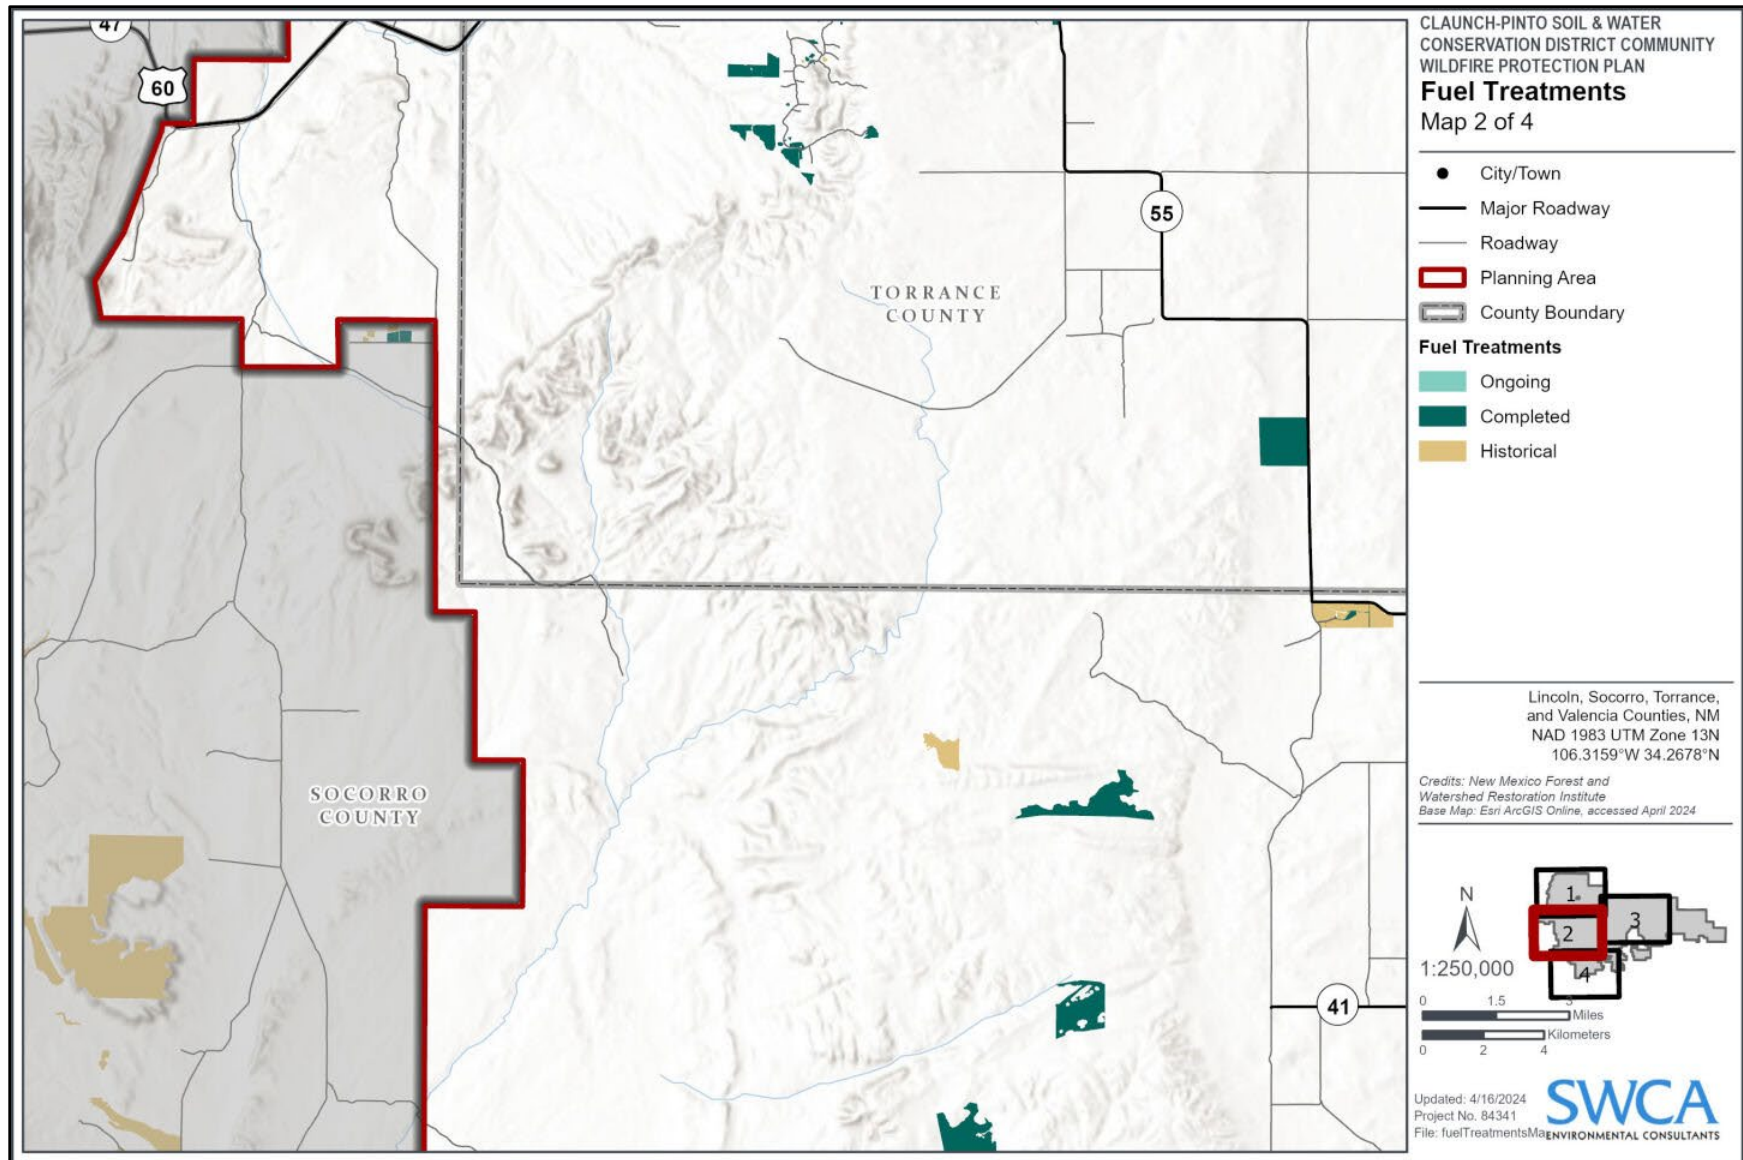 47
60
55
TORRANCE
COUNTY
SOCORRO
COUNTY
41
CLAUNCH-PINTO SOIL & WATER
CONSERVATION DISTRICT COMMUNITY
WILDFIRE PROTECTION PLAN
Fuel Treatments
Map 2 of 4
City/Town
Major Roadway
Roadway
Planning Area
County Boundary
Fuel Treatments
Ongoing
Completed
Historical
Lincoln, Socorro, Torrance,
and Valencia Counties, NM
NAD 1983 UTM Zone 13N
106.3159°W 34.2678°N
Credits: New Mexico Forest and
Watershed Restoration Institute
Base Map: Esri ArcGIS Online, accessed April 2024
N
1:250,000
1
2
3
4
0 1.5 3
Miles
Kilometers
0 2 4
Updated: 4/16/2024
Project No. 84341
File: fuelTreatmentsMa
SWCA
ENVIRONMENTAL CONSULTANTS